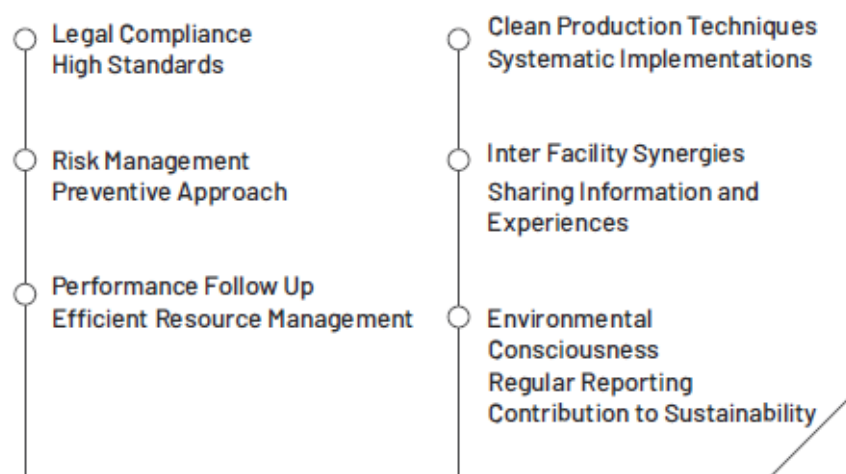 Legal Compliance
High Standards
Risk Management
Preventive Approach
Performance Follow Up
Efficient Resource Management
Clean Production Techniques
Systematic Implementations
Inter Facility Synergies
Sharing Information and
Experiences
Environmental
Consciousness
Regular Reporting
Contribution to Sustainability